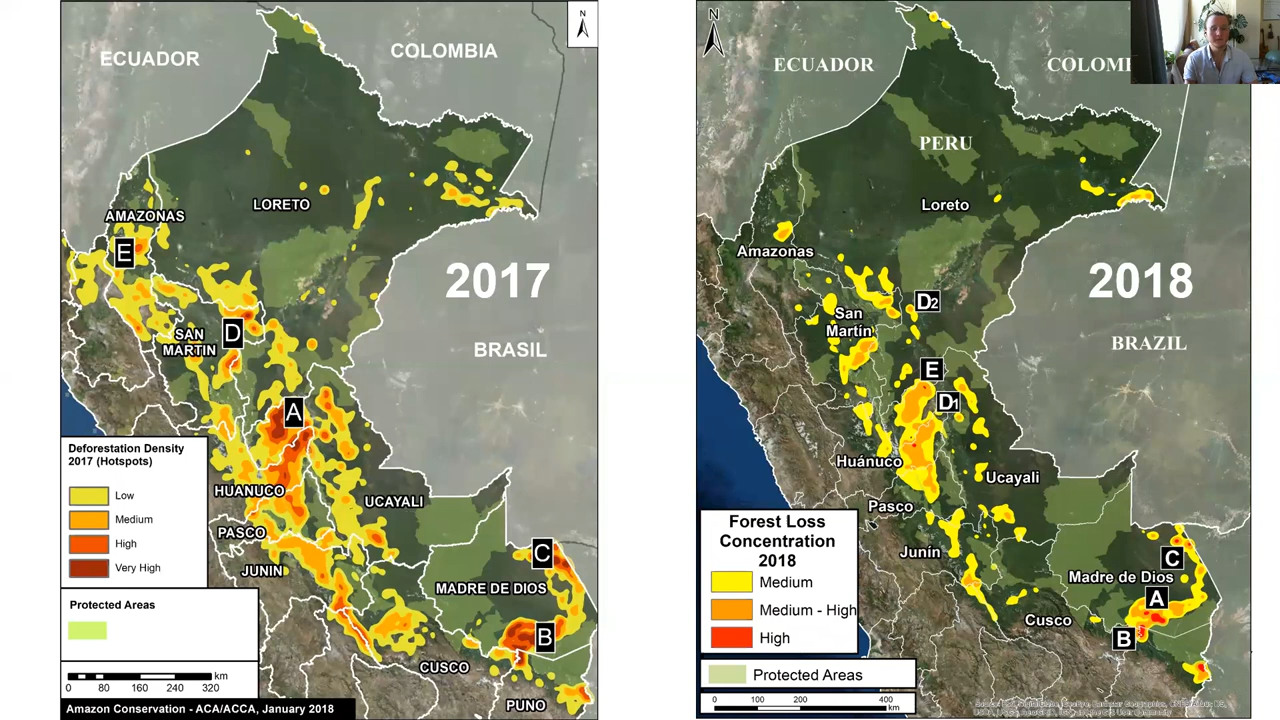 N
ECUADOR
COLOMBIA
AMAZONAS
LORETO
E
2017
D
SAN
MARTIN
BRASIL
A
Deforestation Density
2017 (Hotspots)
Low
Medium
High
Very High
HUANUCO
UCAYALI
PASCO
JUNIN
C
MADRE DE DIOS
B
CUSCO
PUNO
Protected Areas
km
0 80 160 240 320
Amazon Conservation - ACA/ACCA, January 2018
N
ECUADOR
COLOMB
PERU
Loreto
Amazonas
2018
D2
San
Martín
BRAZIL
E
D1
Huánuco
Ucayali
Pasco
Junín
C
Madre de Dios
A
Cusco
B
Forest Loss
Concentration
2018
Medium
Medium - High
High
Protected Areas
0 100 200 400
km